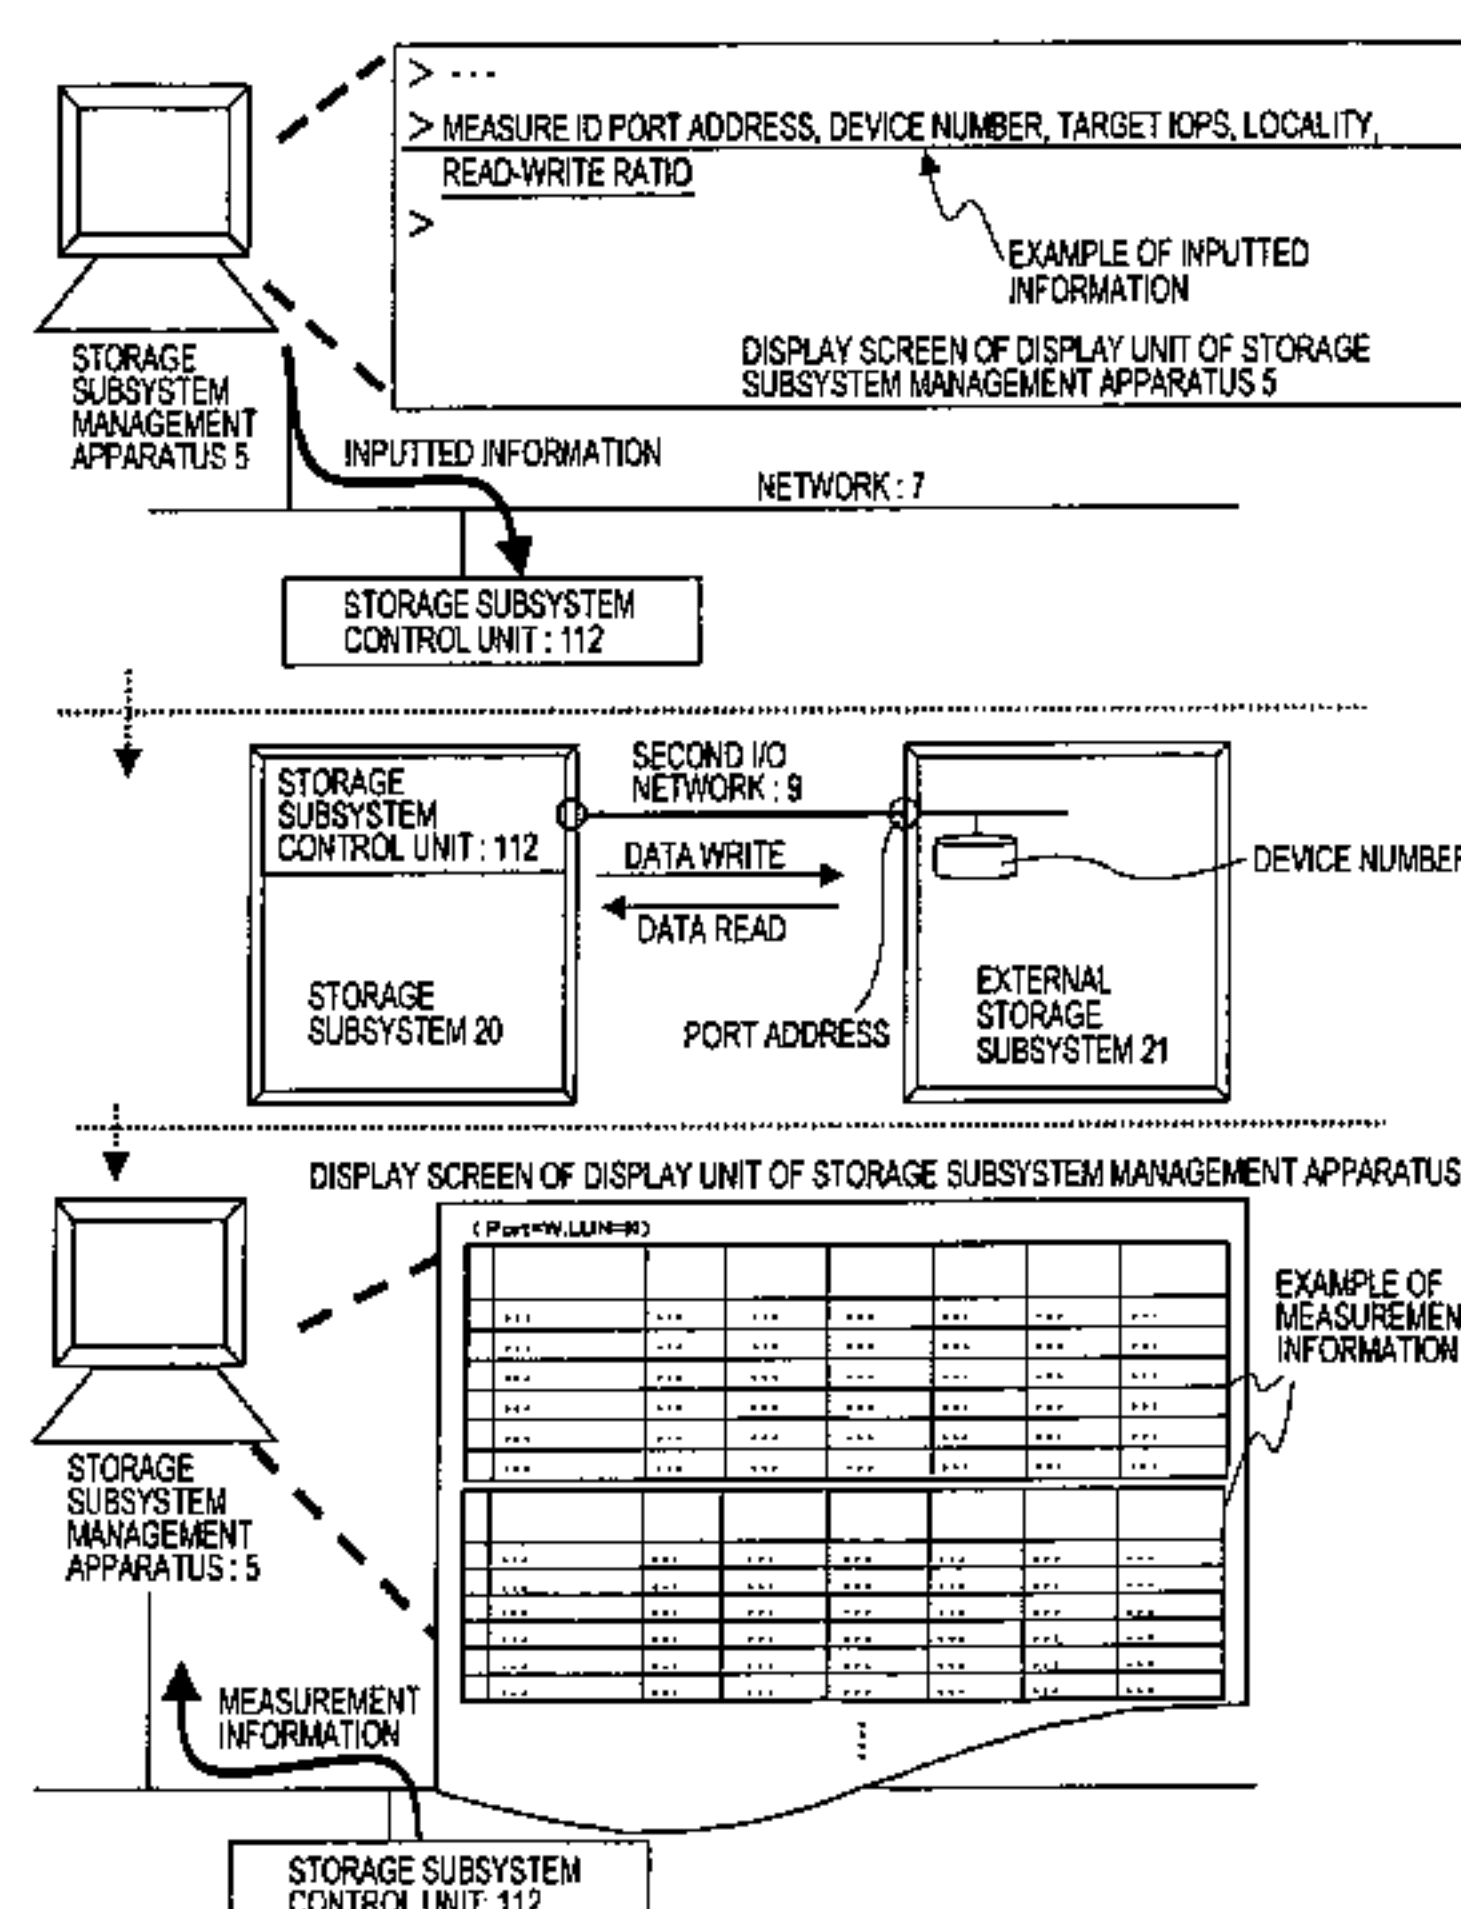 > ---
> MEASURE ID PORT ADDRESS, DEVICE NUMBER, TARGET IOPS, LOCALITY,
READ-WRITE RATIO
>
EXAMPLE OF INPUTTED
INFORMATION
DISPLAY SCREEN OF DISPLAY UNIT OF STORAGE
SUBSYSTEM MANAGEMENT APPARATUS 5
STORAGE
SUBSYSTEM
MANAGEMENT
APPARATUS 5
INPUTTED INFORMATION
NETWORK : 7
STORAGE SUBSYSTEM
CONTROL UNIT : 112
STORAGE
SUBSYSTEM
CONTROL UNIT : 112
SECOND I/O
NETWORK : 9
DATA WRITE
DATA READ
DEVICE NUMBER
STORAGE
SUBSYSTEM 20
PORT ADDRESS
EXTERNAL
STORAGE
SUBSYSTEM 21
DISPLAY SCREEN OF DISPLAY UNIT OF STORAGE SUBSYSTEM MANAGEMENT APPARATUS
EXAMPLE OF
MEASUREMEN
INFORMATION
STORAGE
SUBSYSTEM
MANAGEMENT
APPARATUS : 5
MEASUREMENT
INFORMATION
STORAGE SUBSYSTEM
CONTROL UNIT: 112